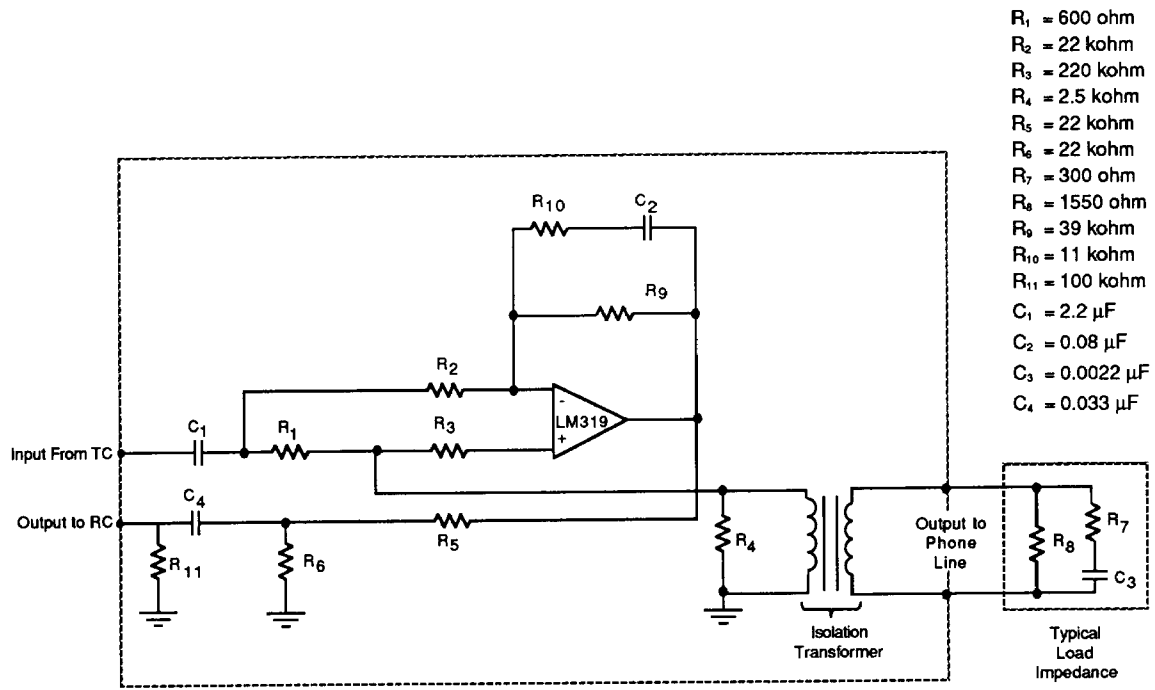 R₁ = 600 ohm
R₂ = 22 kohm
R₃ = 220 kohm
R₄ = 2.5 kohm
R₅ = 22 kohm
R₆ = 22 kohm
R₇ = 300 ohm
R₈ = 1550 ohm
R₉ = 39 kohm
R₁₀ = 11 kohm
R₁₁ = 100 kohm
C₁ = 2.2 μF
C₂ = 0.08 μF
C₃ = 0.0022 μF
C₄ = 0.033 μF
R₁₀
C₂
R₉
R₂
-
LM319
+
C₁
R₁
R₃
Input From TC
C₄
Output to RC
R₅
R₁₁
R₆
R₄
Output to
Phone
Line
R₈
R₇
C₃
Isolation
Transformer
Typical
Load
Impedance